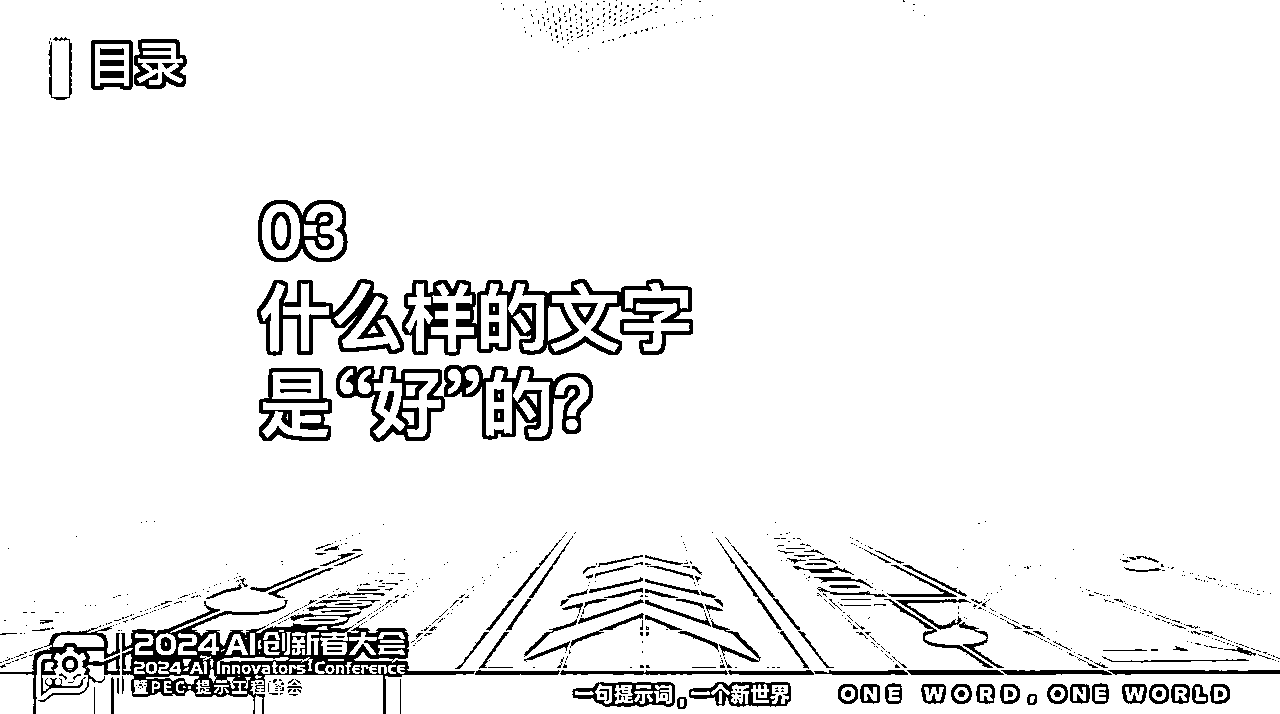 目录
03
什么样的文字
是“好”的?
2024 AI 创新者大会
2024 AI Innovators' Conference
暨PEC·提示工程峰会
一句提示词,一个新世界
ONE WORD, ONE WORLD